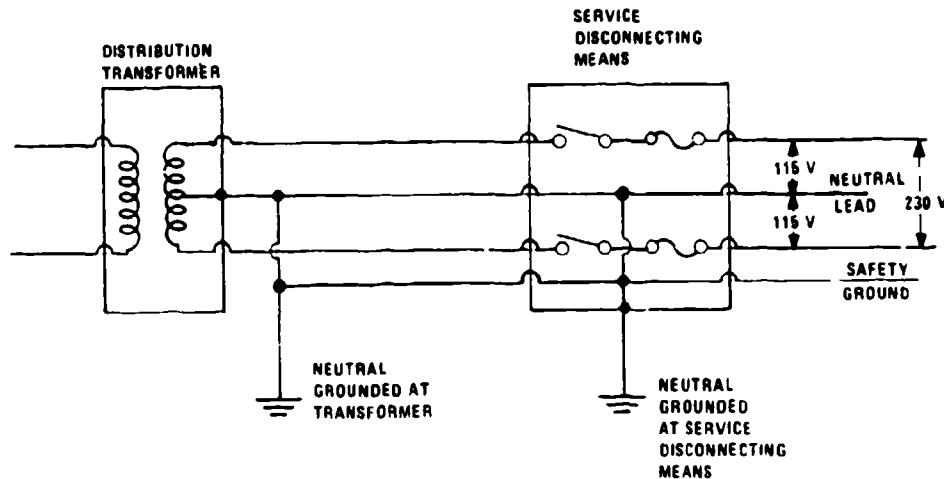 DISTRIBUTION
TRANSFORMER
SERVICE
DISCONNECTING
MEANS
115 V
NEUTRAL
LEAD
230 V
115 V
SAFETY
GROUND
NEUTRAL
GROUNDED AT
TRANSFORMER
NEUTRAL
GROUNDED
AT SERVICE
DISCONNECTING
MEANS